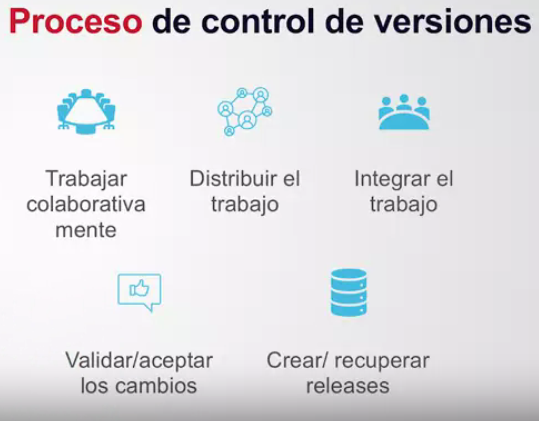 Proceso de control de versiones
Trabajar
colaborativa
mente
Distribuir el
trabajo
Integrar el
trabajo
Validar/aceptar
los cambios
Crear/ recuperar
releases